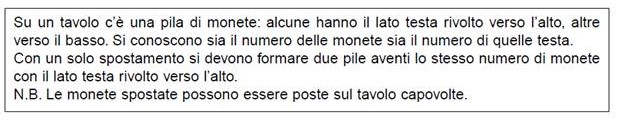 Su un tavolo c’è una pila di monete: alcune hanno il lato testa rivolto verso l’alto, altre
verso il basso. Si conoscono sia il numero delle monete sia il numero di quelle testa.
Con un solo spostamento si devono formare due pile aventi lo stesso numero di monete
con il lato testa rivolto verso l’alto.
N.B. Le monete spostate possono essere poste sul tavolo capovolte.